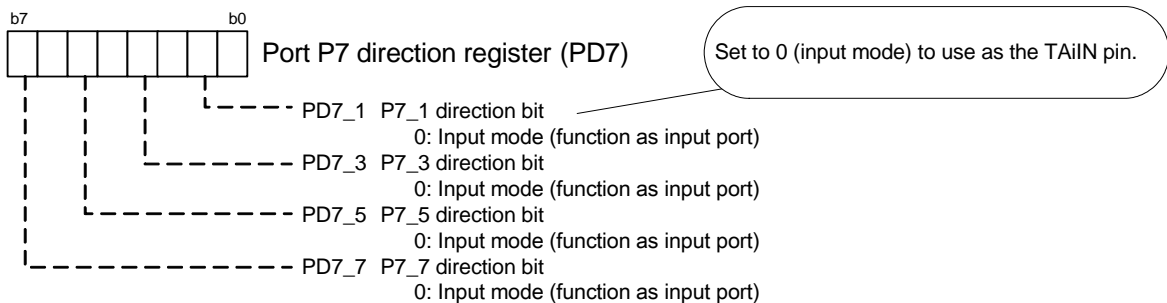 b7 b0
Port P7 direction register (PD7)
Set to 0 (input mode) to use as the TAiIN pin.
PD7_1 P7_1 direction bit
0: Input mode (function as input port)
PD7_3 P7_3 direction bit
0: Input mode (function as input port)
PD7_5 P7_5 direction bit
0: Input mode (function as input port)
PD7_7 P7_7 direction bit
0: Input mode (function as input port)